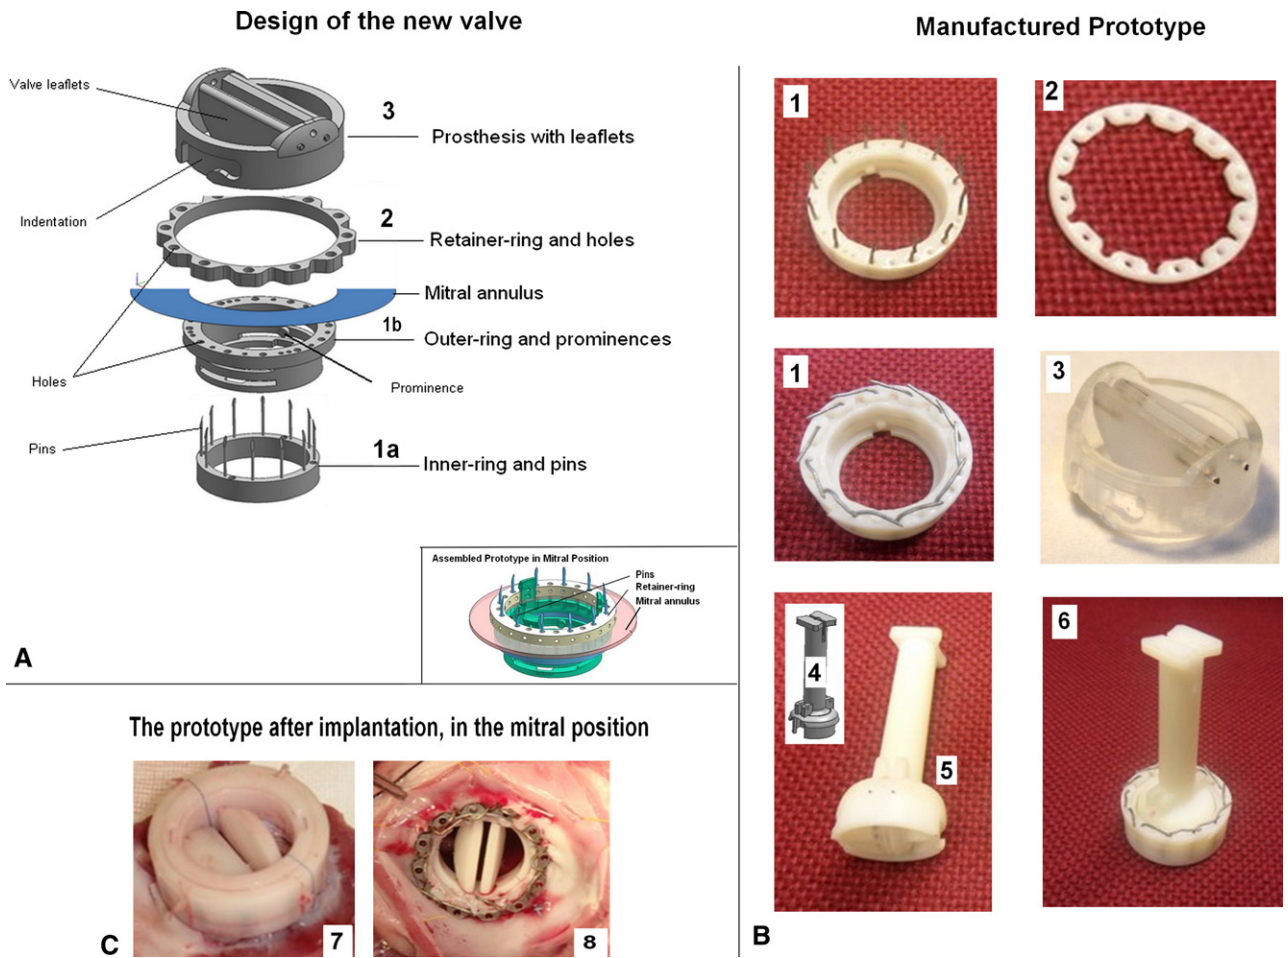 Design of the new valve
Valve leaflets
3
Prosthesis with leaflets
Indentation
2
Retainer-ring and holes
Mitral annulus
1b
Outer-ring and prominences
Holes
Prominence
Pins
1a
Inner-ring and pins
Assembled Prototype in Mitral Position
Pins
Retainer-ring
Mitral annulus
A
The prototype after implantation, in the mitral position
7
8
C
Manufactured Prototype
1
2
1
3
4
5
6
B